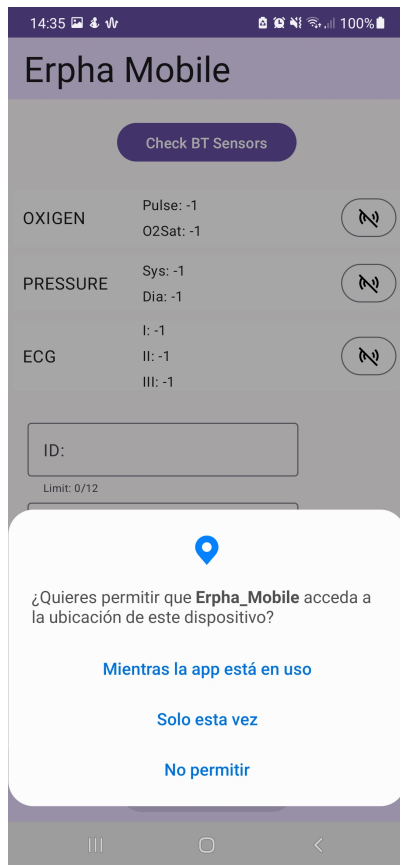 14:35
100%
Erpha Mobile
Check BT Sensors
OXIGEN
Pulse: -1
O2Sat: -1
PRESSURE
Sys: -1
Dia: -1
ECG
I: -1
II: -1
III: -1
ID:
Limit: 0/12
¿Quieres permitir que Erpha_Mobile acceda a
la ubicación de este dispositivo?
Mientras la app está en uso
Solo esta vez
No permitir